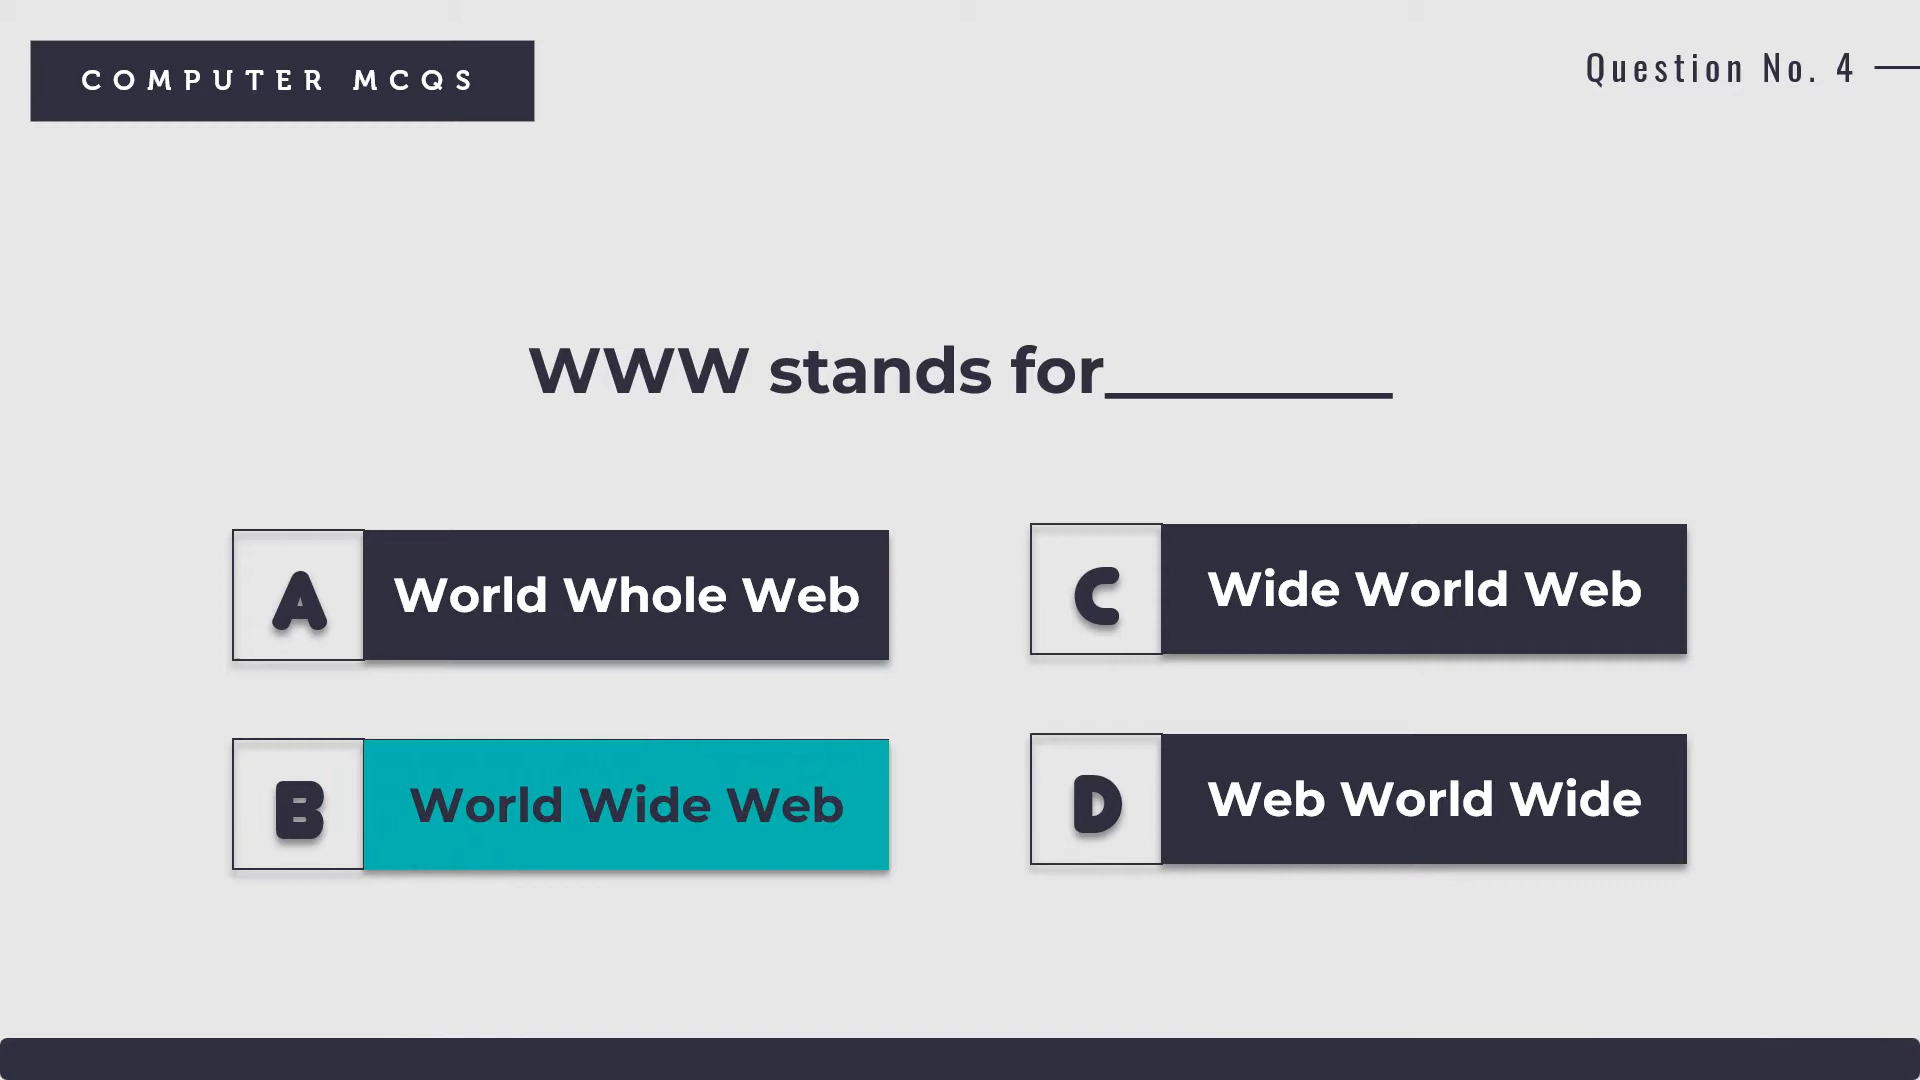 COMPUTER MCQS
Question No. 4
WWW stands for_________
A World Whole Web
B World Wide Web
C Wide World Web
D Web World Wide